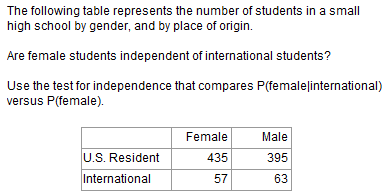 The following table represents the number of students in a small
high school by gender, and by place of origin.
Are female students independent of international students?
Use the test for independence that compares P(female|international)
versus P(female).
Female Male
U.S. Resident 435 395
International 57 63